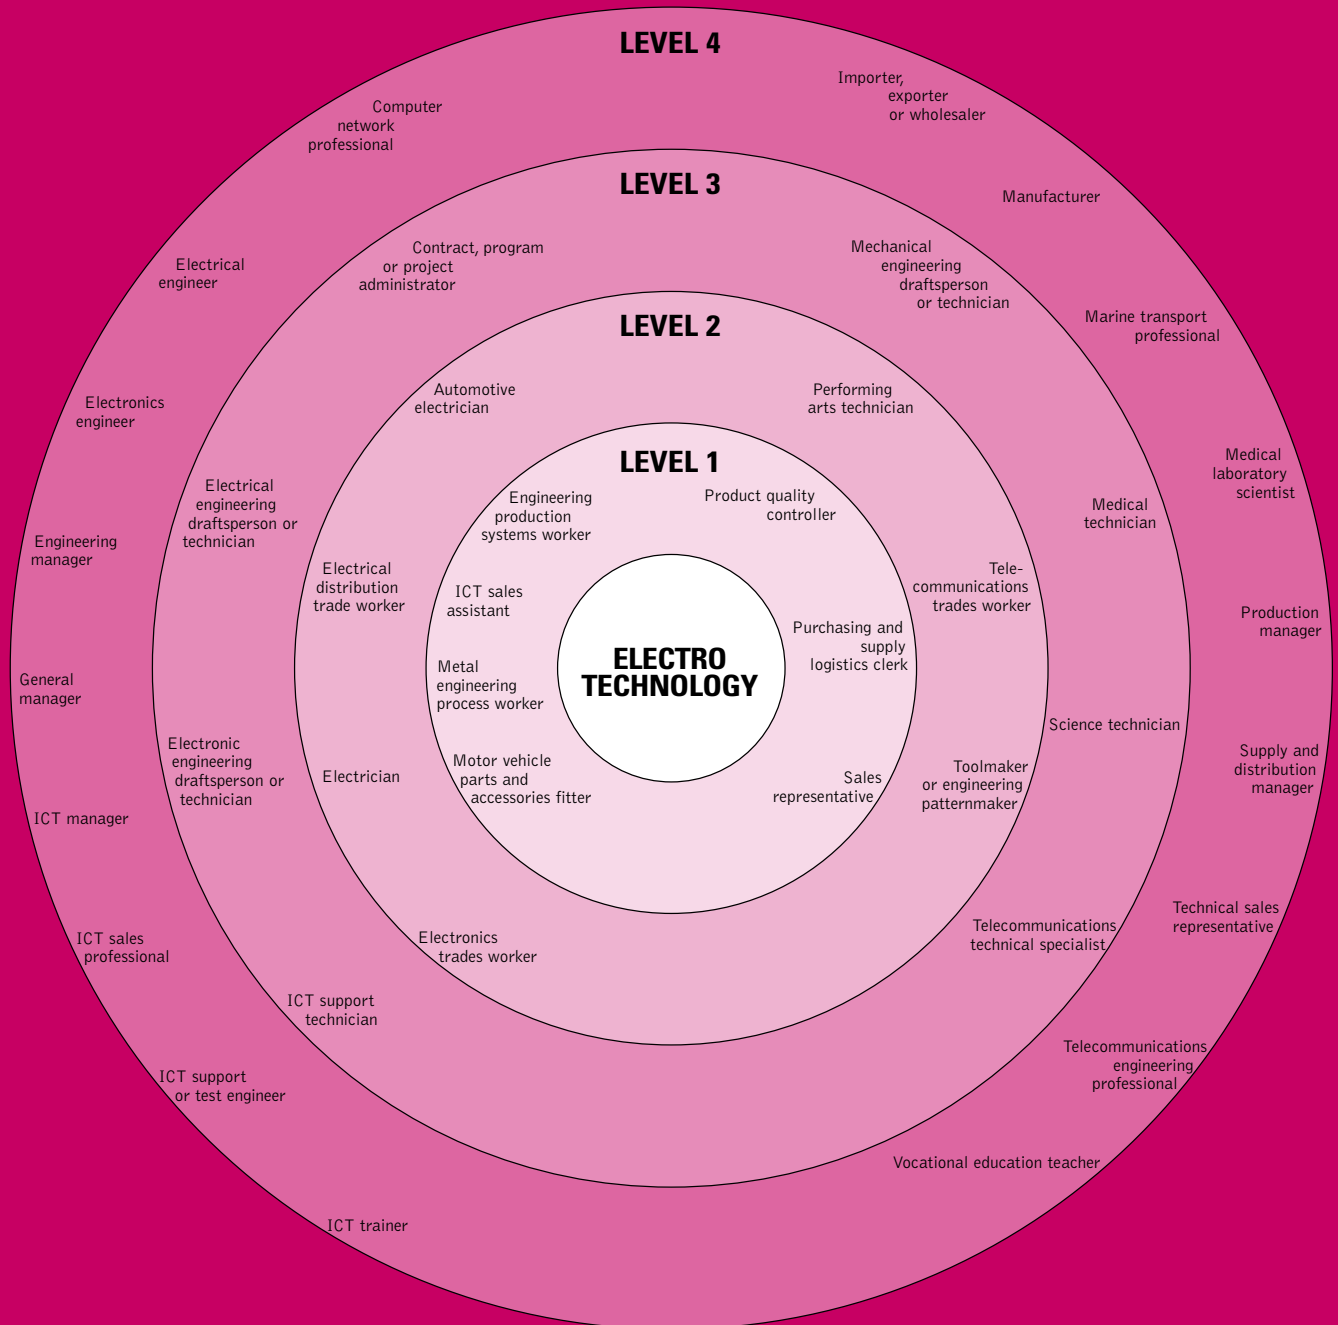 LEVEL 4
Computer
network
professional
Electrical
engineer
Electronics
engineer
Engineering
manager
General
manager
ICT manager
ICT sales
professional
ICT support
or test engineer
ICT trainer
Importer,
exporter
or wholesaler
Manufacturer
Marine transport
professional
Medical
laboratory
scientist
Production
manager
Supply and
distribution
manager
Technical sales
representative
Telecommunications
engineering
professional
Vocational education teacher
LEVEL 3
Contract, program
or project
administrator
Electrical
engineering
draftsperson or
technician
Electronic
engineering
draftsperson or
technician
ICT support
technician
Mechanical
engineering
draftsperson
or technician
Medical
technician
Science technician
Telecommunications
technical specialist
LEVEL 2
Automotive
electrician
Electrical
distribution
trade worker
Electrician
Electronics
trades worker
Performing
arts technician
Tele-
communications
trades worker
Toolmaker
or engineering
patternmaker
LEVEL 1
Engineering
production
systems worker
ICT sales
assistant
Metal
engineering
process worker
Motor vehicle
parts and
accessories fitter
Product quality
controller
Purchasing and
supply
logistics clerk
Sales
representative
ELECTRO
TECHNOLOGY